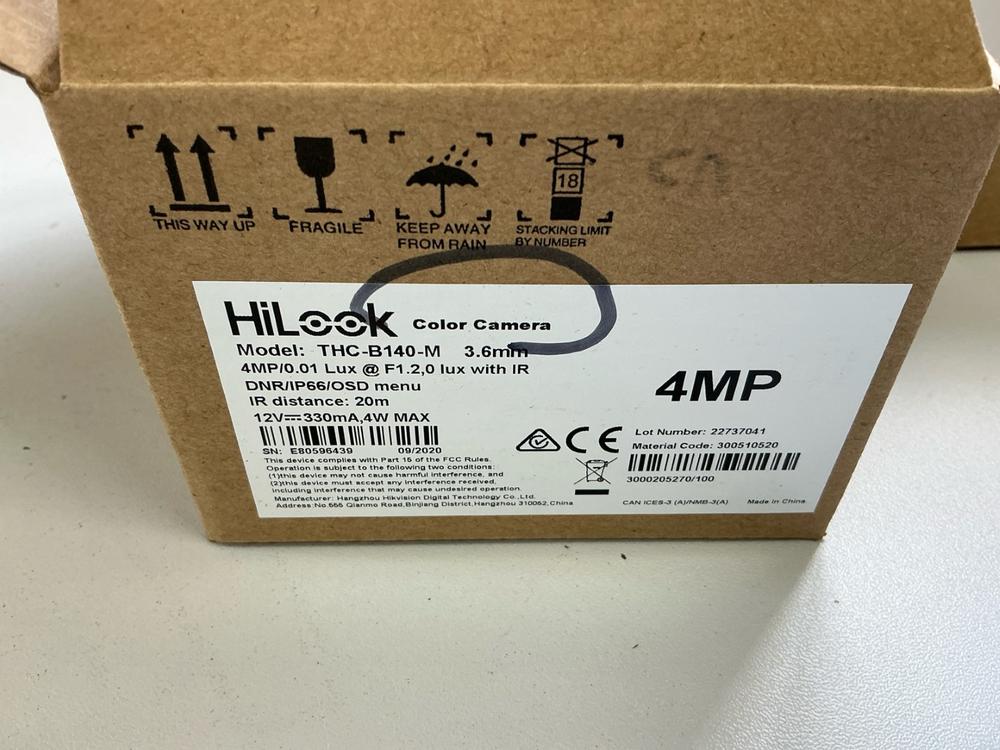 THIS WAY UP
FRAGILE
KEEP AWAY
FROM RAIN
18
STACKING LIMIT
BY NUMBER
HiLook Color Camera
Model: THC-B140-M 3.6mm
4MP/0.01 Lux @ F1.2,0 lux with IR
DNR/IP66/OSD menu
IR distance: 20m
12V⎓330mA,4W MAX
SN: E80596439 09/2020
This device complies with Part 15 of the FCC Rules.
Operation is subject to the following two conditions:
(1)this device may not cause harmful interference, and
(2)this device must accept any interference received,
including interference that may cause undesired operation.
Manufacturer: Hangzhou Hikvision Digital Technology Co.,Ltd.
Address:No.555 Qianmo Road,Binjiang District,Hangzhou 310052,China
4MP
CE
Lot Number: 22737041
Material Code: 300510520
3000205270/100
CAN ICES-3 (A)/NMB-3(A) Made in China